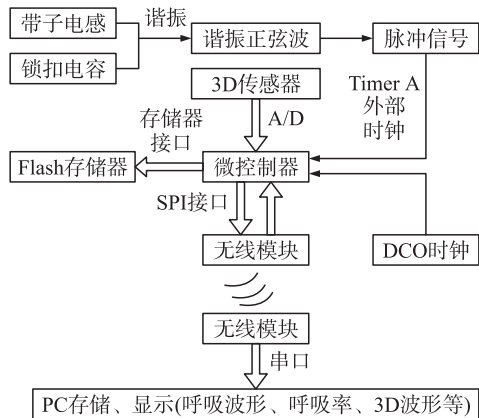 带子电感
谐振
谐振正弦波
脉冲信号
锁扣电容
3D传感器
Timer A
外部
时钟
A/D
存储器
接口
Flash存储器
微控制器
SPI接口
无线模块
DCO时钟
无线模块
串口
PC存储、显示(呼吸波形、呼吸率、3D波形等)